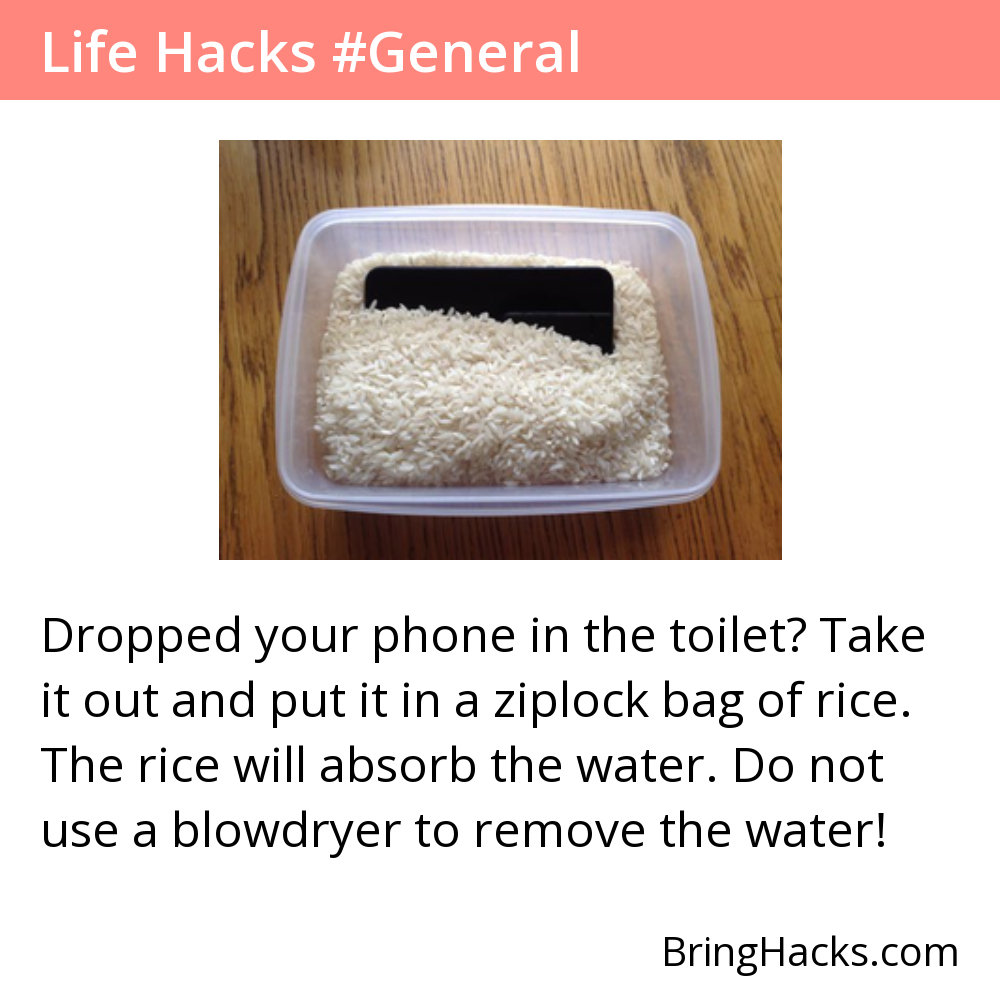 Life Hacks #General
Dropped your phone in the toilet? Take
it out and put it in a ziplock bag of rice.
The rice will absorb the water. Do not
use a blowdryer to remove the water!
BringHacks.com